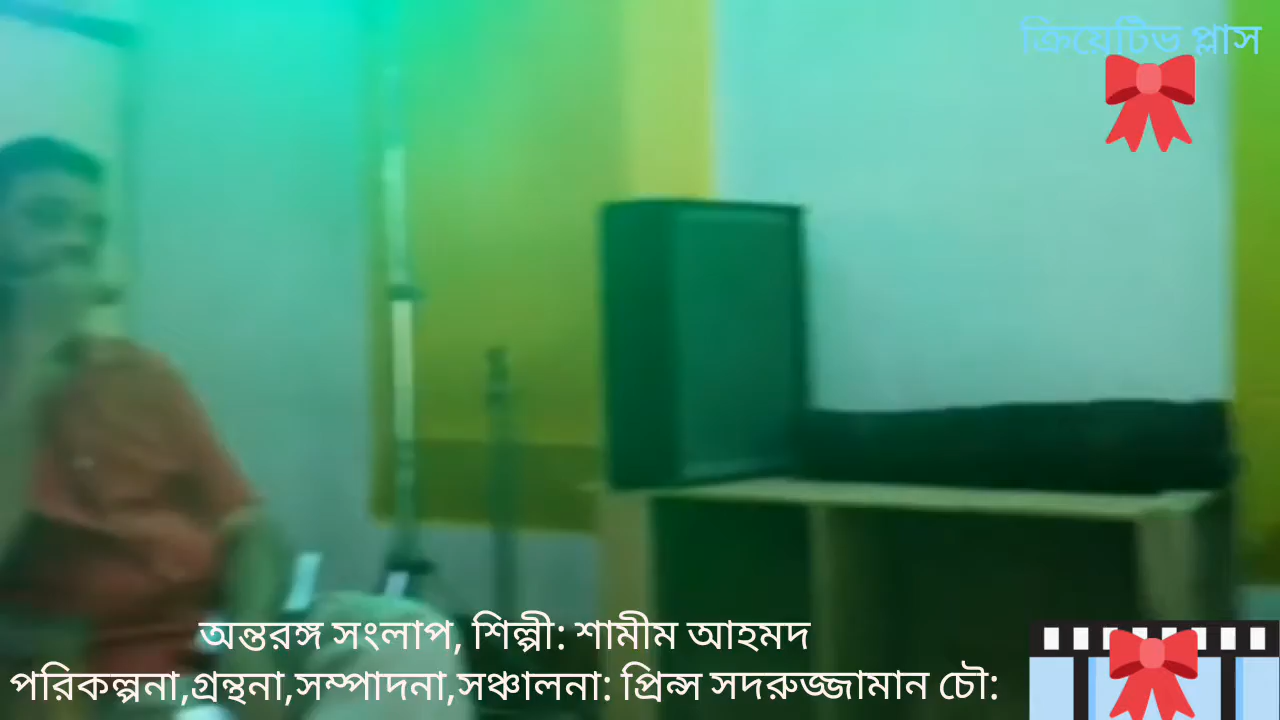 ক্রিয়েটিভ প্লাস
অন্তরঙ্গ সংলাপ, শিল্পী: শামীম আহমদ
পরিকল্পনা,গ্রন্থনা,সম্পাদনা,সঞ্চালনা: প্রিন্স সদরুজ্জামান চৌ: